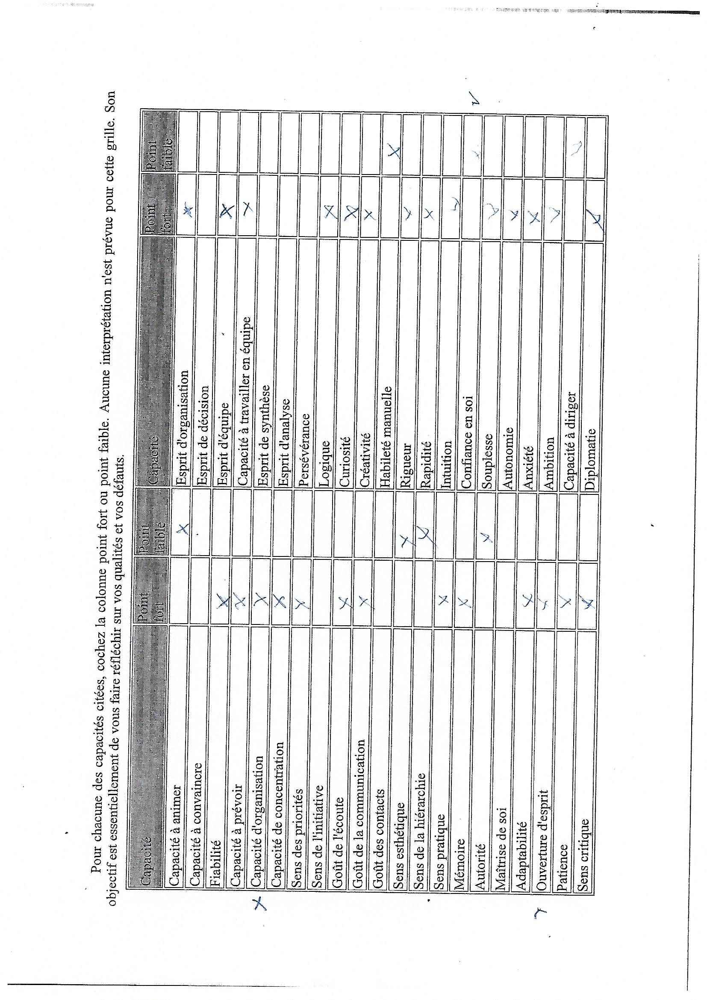 Pour chacune des capacités citées, cochez la colonne point fort ou point faible. Aucune interprétation n'est prévue pour cette grille. Son
objectif est essentiellement de vous faire réfléchir sur vos qualités et vos défauts.
Capacité Point fort Point faible Capacité Point fort Point faible
Capacité à animer X Esprit d'organisation X
Capacité à convaincre Esprit de décision
Fiabilité X Esprit d'équipe X
Capacité à prévoir X Capacité à travailler en équipe X
Capacité d'organisation X Esprit de synthèse
Capacité de concentration X Esprit d'analyse
Sens des priorités X Persévérance
Sens de l'initiative Logique X
Goût de l'écoute X Curiosité X
Goût de la communication X Créativité X
Goût des contacts Habileté manuelle X
Sens esthétique X Rigueur X
Sens de la hiérarchie X Rapidité X
Sens pratique X Intuition X
Mémoire X Confiance en soi X
Autorité X Souplesse X
Maîtrise de soi Autonomie X
Adaptabilité X Anxiété X
Ouverture d'esprit X Ambition X
Patience X Capacité à diriger X
Sens critique X Diplomatie X